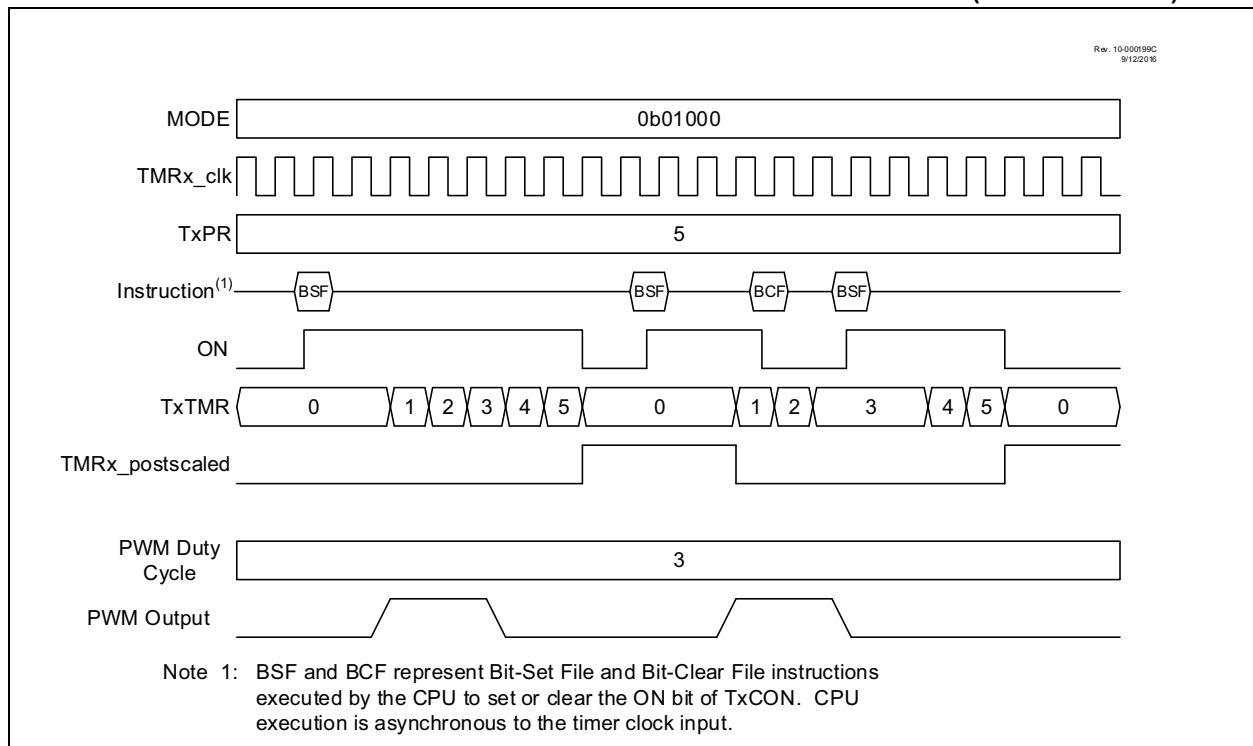 Rev. 10-000199C
9/12/2016
MODE 0b01000
TMRx_clk
TxPR 5
Instruction(1) BSF BSF BCF BSF
ON
TxTMR 0 1 2 3 4 5 0 1 2 3 4 5 0
TMRx_postscaled
PWM Duty
Cycle 3
PWM Output
Note 1: BSF and BCF represent Bit-Set File and Bit-Clear File instructions
executed by the CPU to set or clear the ON bit of TxCON. CPU
execution is asynchronous to the timer clock input.